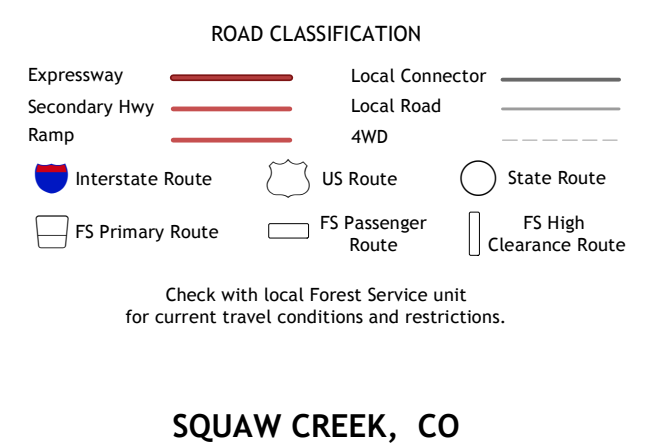 ROAD CLASSIFICATION
Expressway
Local Connector
Secondary Hwy
Local Road
Ramp
4WD
Interstate Route
US Route
State Route
FS Primary Route
FS Passenger
Route
FS High
Clearance Route
Check with local Forest Service unit
for current travel conditions and restrictions.
SQUAW CREEK, CO